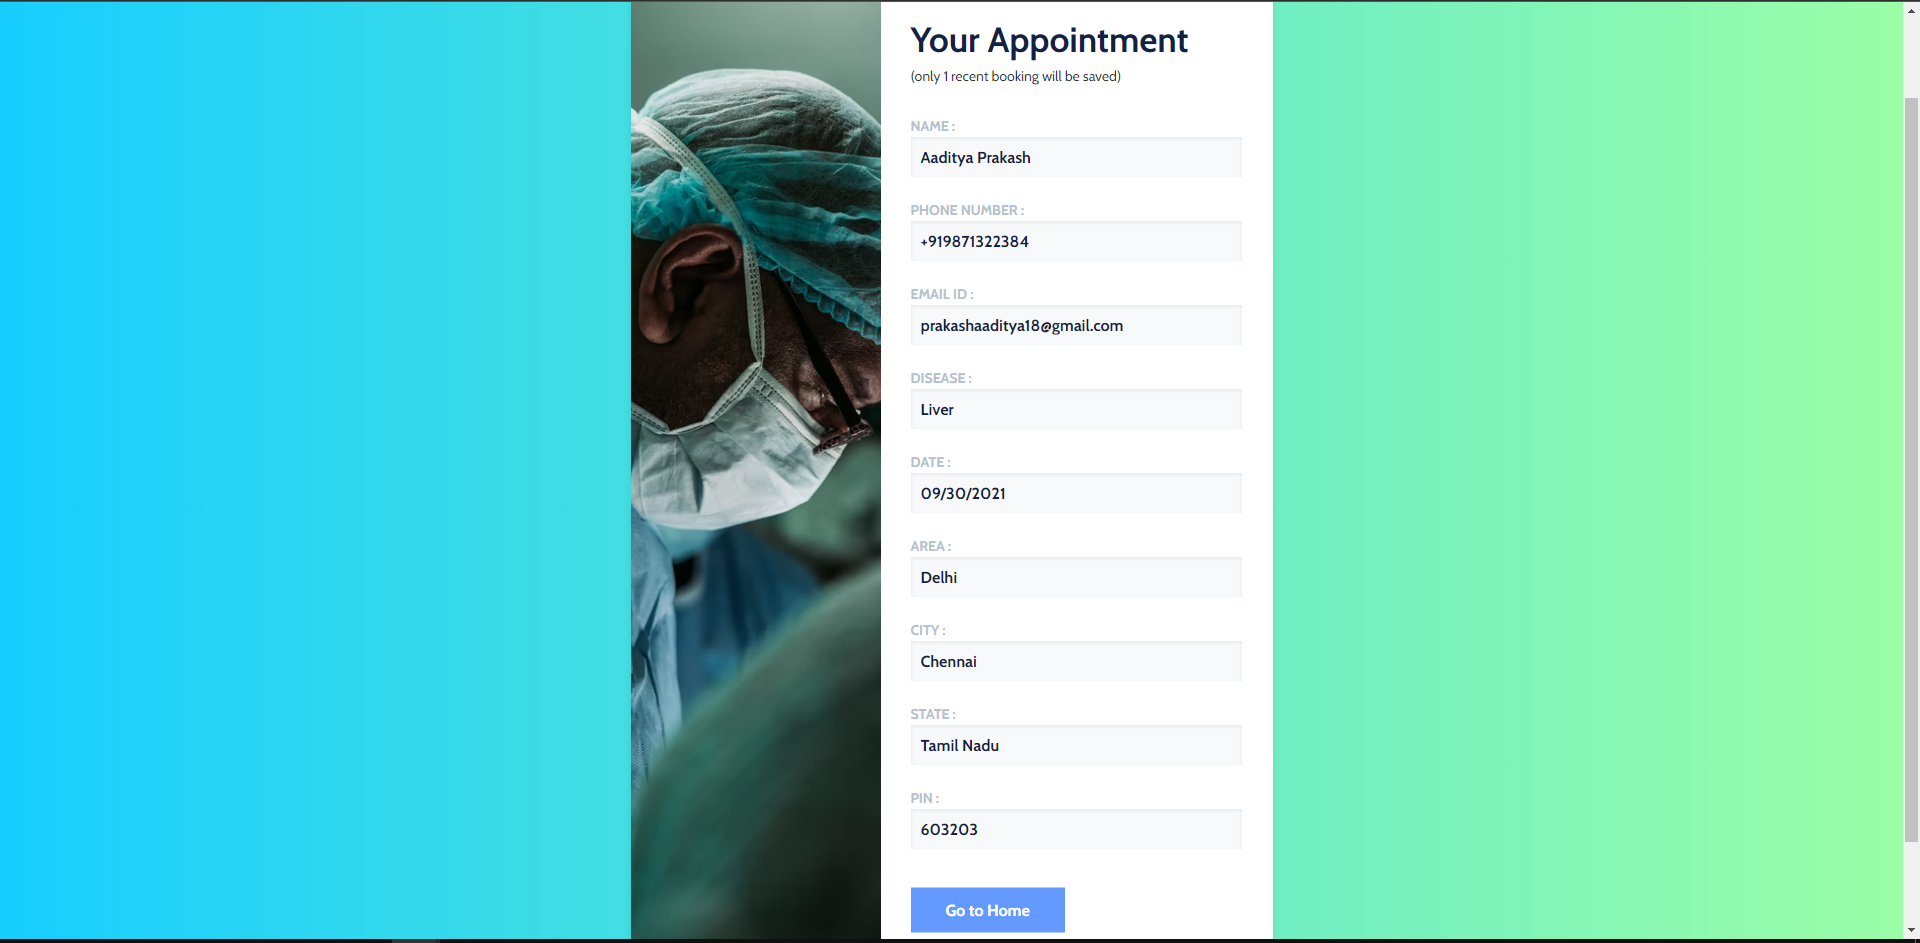 Your Appointment
(only 1 recent booking will be saved)
NAME :
Aaditya Prakash
PHONE NUMBER :
+919871322384
EMAIL ID :
prakashaaditya18@gmail.com
DISEASE :
Liver
DATE :
09/30/2021
AREA :
Delhi
CITY :
Chennai
STATE :
Tamil Nadu
PIN :
603203
Go to Home